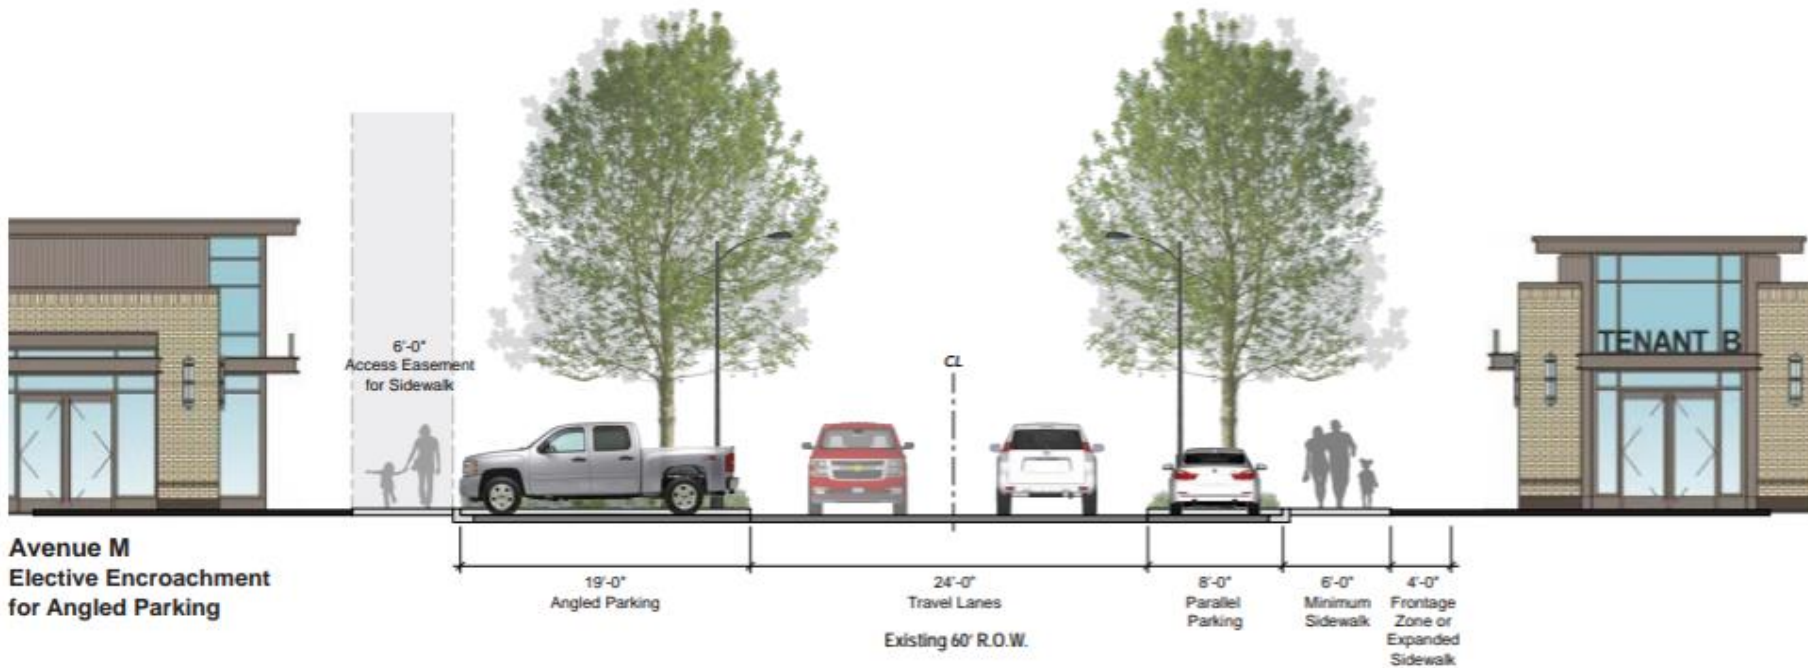 6'-0"
Access Easement
for Sidewalk
CL
TENANT B
Avenue M
Elective Encroachment
for Angled Parking
19'-0"
Angled Parking
24'-0"
Travel Lanes
Existing 60' R.O.W.
8'-0"
Parallel
Parking
6'-0"
Minimum
Sidewalk
4'-0"
Frontage
Zone or
Expanded
Sidewalk